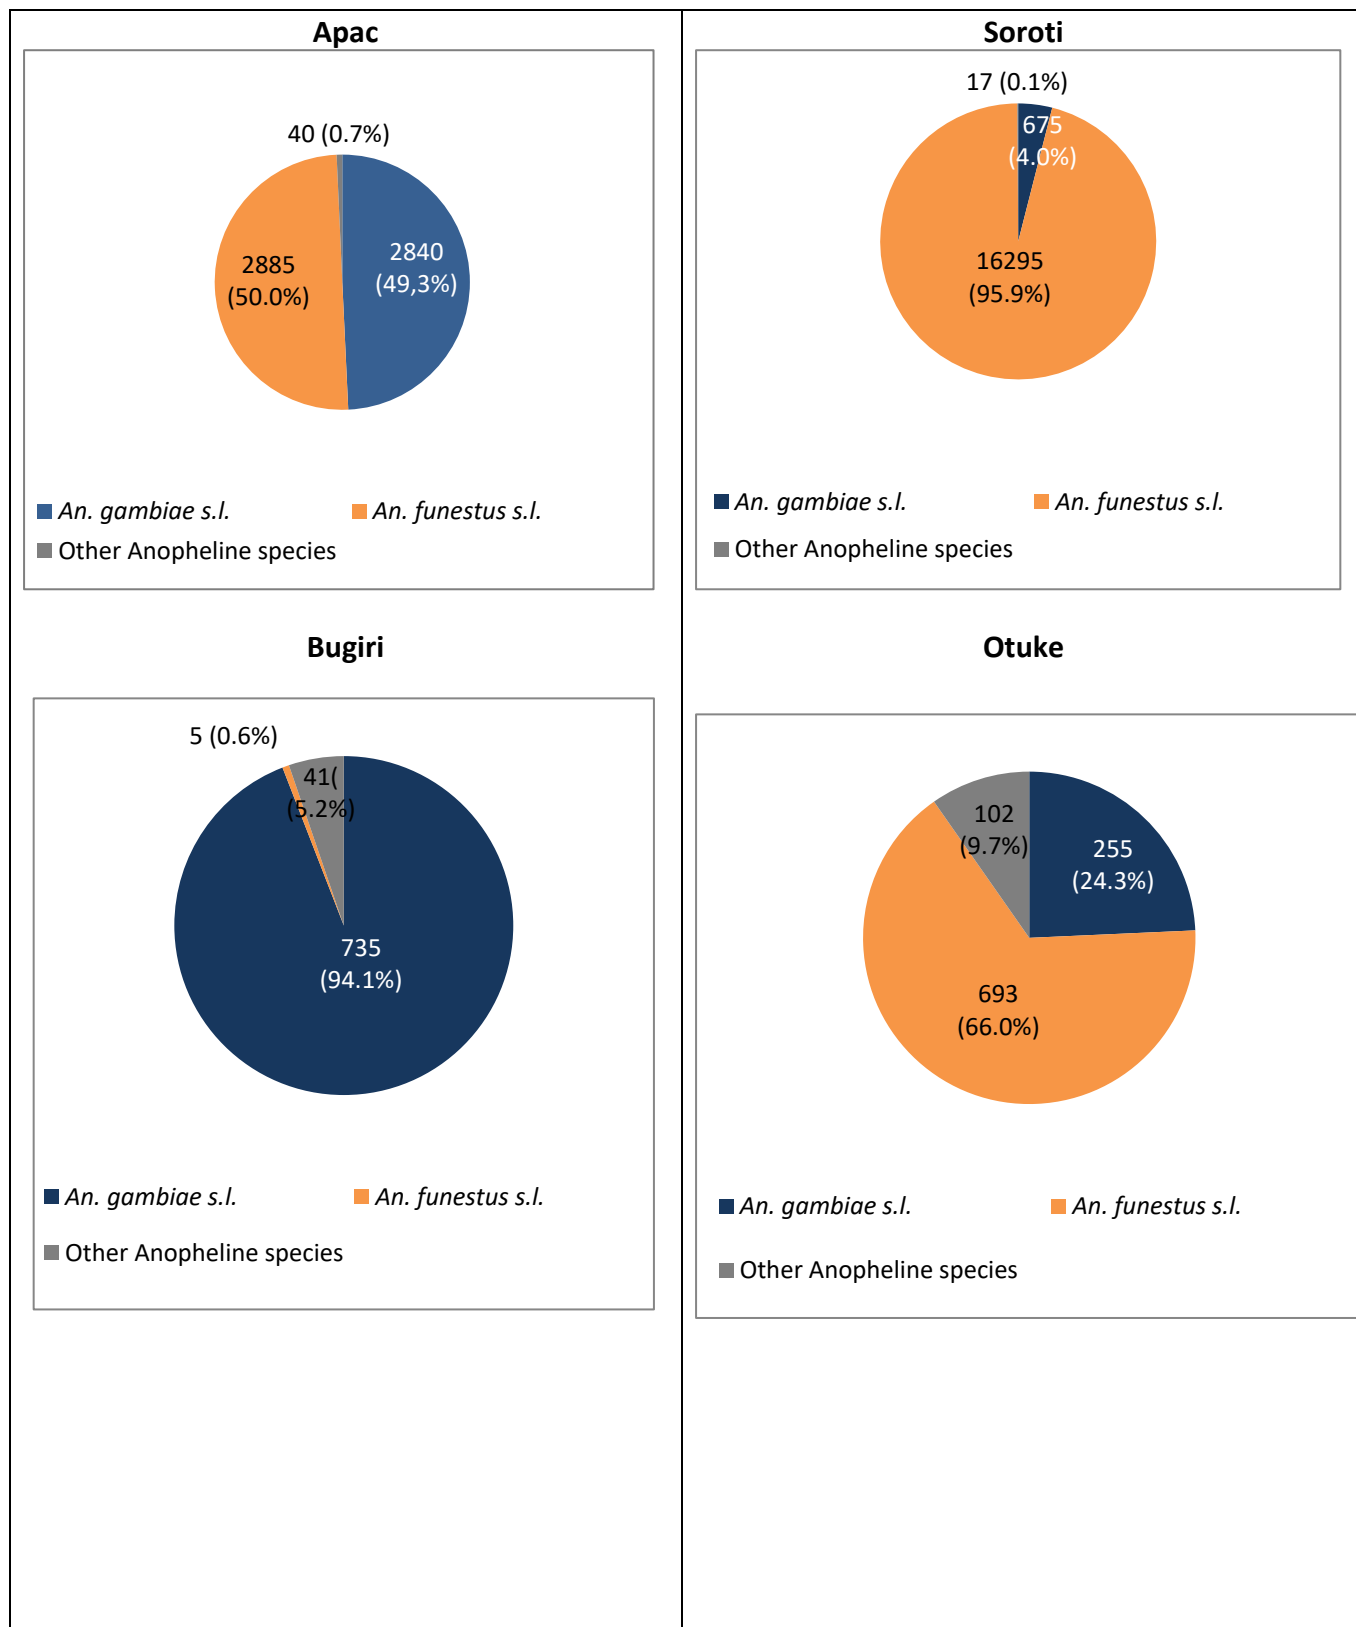 Apac
40 (0.7%)
2840
(49,3%)
2885
(50.0%)
An. gambiae s.l.
An. funestus s.l.
Other Anopheline species
Soroti
17 (0.1%)
675
(4.0%)
16295
(95.9%)
An. gambiae s.l.
An. funestus s.l.
Other Anopheline species
Bugiri
5 (0.6%)
41(
(5.2%)
735
(94.1%)
An. gambiae s.l.
An. funestus s.l.
Other Anopheline species
Otuke
102
(9.7%)
255
(24.3%)
693
(66.0%)
An. gambiae s.l.
An. funestus s.l.
Other Anopheline species